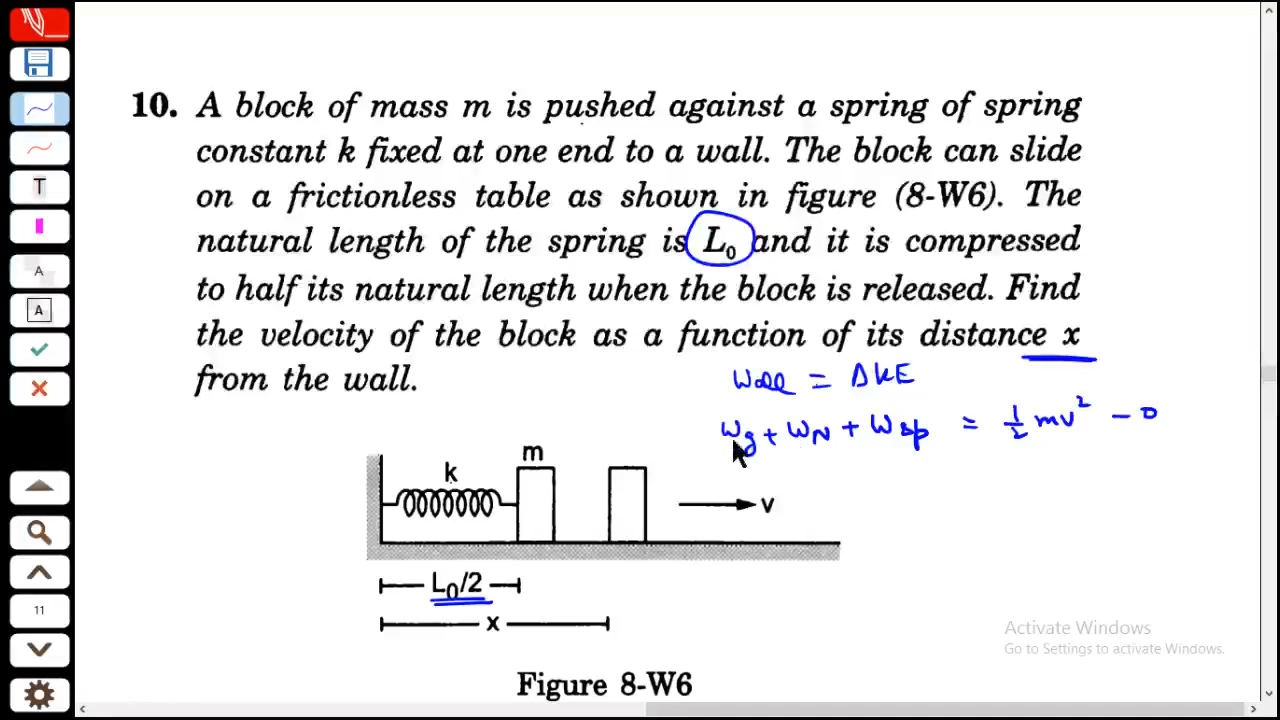 10. A block of mass m is pushed against a spring of spring
constant k fixed at one end to a wall. The block can slide
on a frictionless table as shown in figure (8-W6). The
natural length of the spring is L₀ and it is compressed
to half its natural length when the block is released. Find
the velocity of the block as a function of its distance x
from the wall.
Wall = ΔKE
Wg + WN + Wsp = ½ mv² − 0
m
k
v
L₀/2
x
Figure 8-W6
T
A
A
11
Activate Windows
Go to Settings to activate Windows.